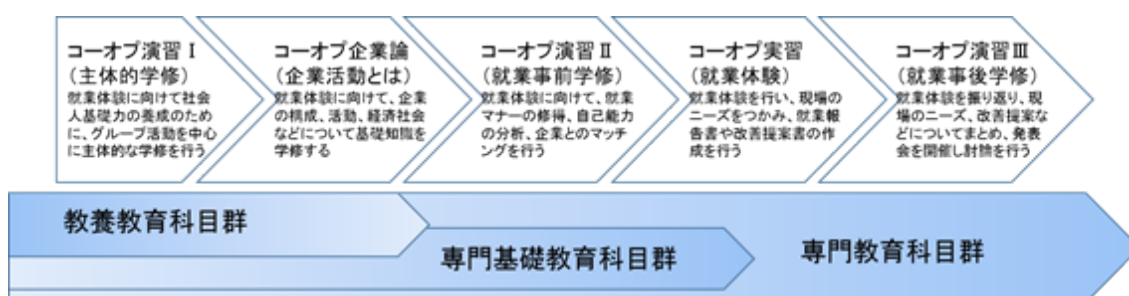 コーオプ演習Ⅰ
(主体的学修)
就業体験に向けて社会
人基礎力の養成のため
に、グループ活動を中心
に主体的な学修を行う
コーオプ企業論
(企業活動とは)
就業体験に向けて、企業
の構成、活動、経済社会
などについて基礎知識を
学修する
コーオプ演習Ⅱ
(就業事前学修)
就業体験に向けて、就業
マナーの修得、自己能力
の分析、企業とのマッチ
ングを行う
コーオプ実習
(就業体験)
就業体験を行い、現場の
ニーズをつかみ、就業報
告書や改善提案書の作
成を行う
コーオプ演習Ⅲ
(就業事後学修)
就業体験を振り返り、現
場のニーズ、改善提案な
どについてまとめ、発表
会を開催し討論を行う
教養教育科目群
専門基礎教育科目群
専門教育科目群